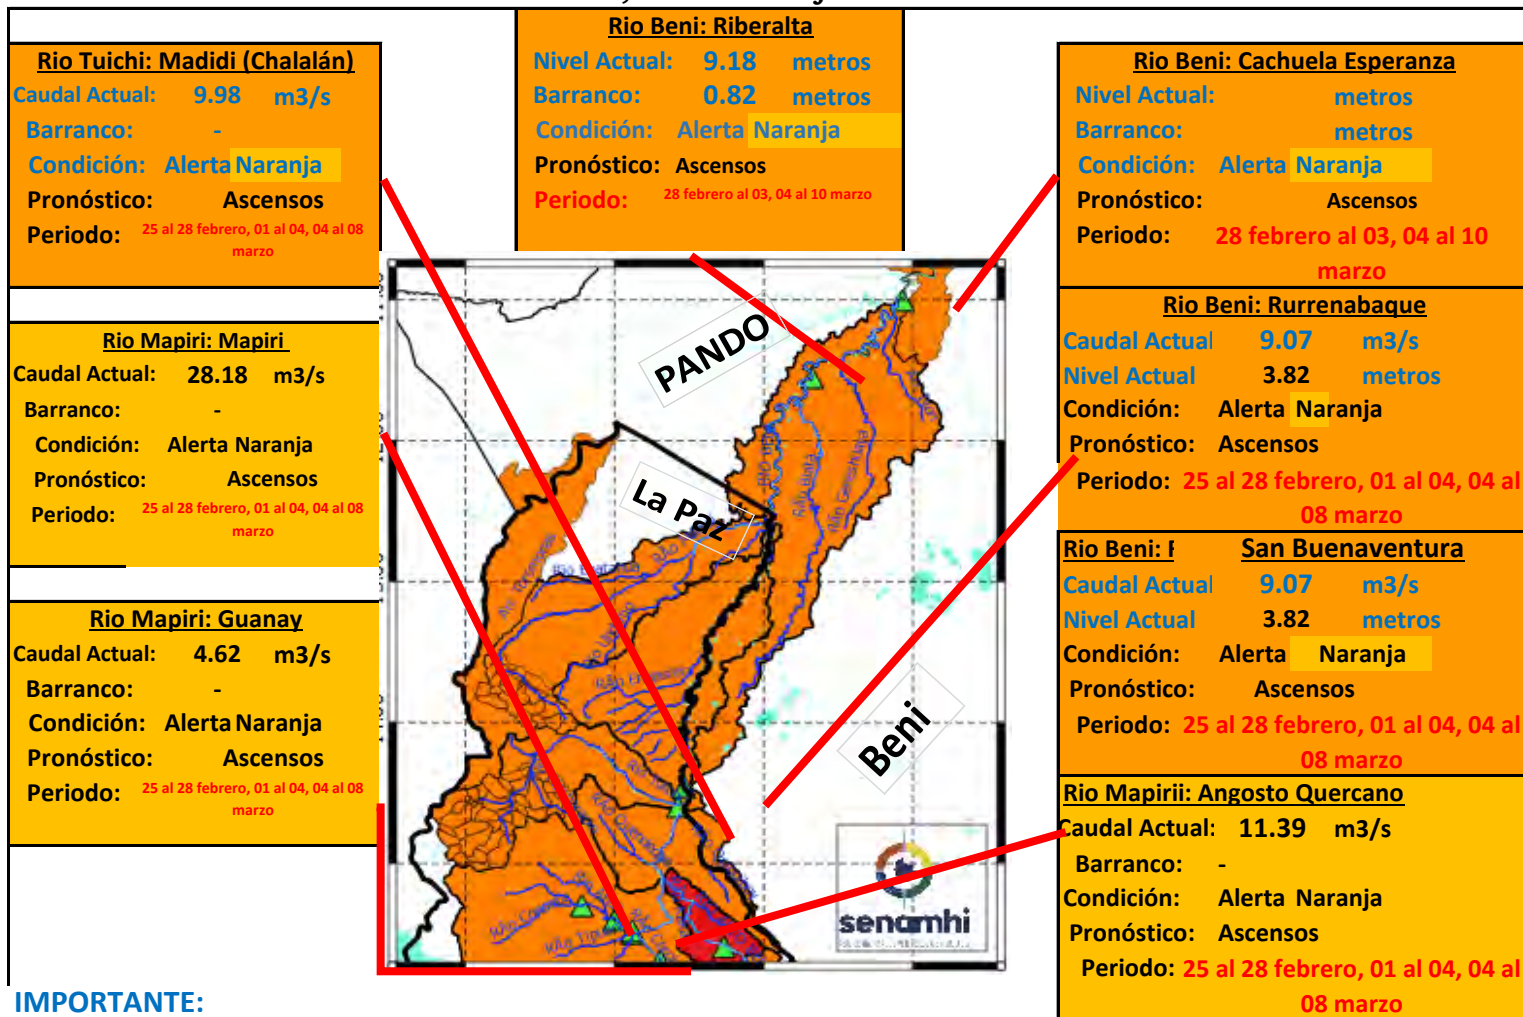 Rio Beni: Riberalta
Nivel Actual: 9.18 metros
Barranco: 0.82 metros
Condición: Alerta Naranja
Pronóstico: Ascensos
Periodo: 28 febrero al 03, 04 al 10 marzo
Rio Tuichi: Madidi (Chalalán)
Caudal Actual: 9.98 m3/s
Barranco: -
Condición: Alerta Naranja
Pronóstico: Ascensos
Periodo: 25 al 28 febrero, 01 al 04, 04 al 08
marzo
Rio Mapiri: Mapiri
Caudal Actual: 28.18 m3/s
Barranco: -
Condición: Alerta Naranja
Pronóstico: Ascensos
Periodo: 25 al 28 febrero, 01 al 04, 04 al 08
marzo
Rio Mapiri: Guanay
Caudal Actual: 4.62 m3/s
Barranco: -
Condición: Alerta Naranja
Pronóstico: Ascensos
Periodo: 25 al 28 febrero, 01 al 04, 04 al 08
marzo
PANDO
La Paz
Beni
senamhi
Rio Beni: Cachuela Esperanza
Nivel Actual: metros
Barranco: metros
Condición: Alerta Naranja
Pronóstico: Ascensos
Periodo: 28 febrero al 03, 04 al 10
marzo
Rio Beni: Rurrenabaque
Caudal Actual 9.07 m3/s
Nivel Actual 3.82 metros
Condición: Alerta Naranja
Pronóstico: Ascensos
Periodo: 25 al 28 febrero, 01 al 04, 04 al
08 marzo
Rio Beni: San Buenaventura
Caudal Actual 9.07 m3/s
Nivel Actual 3.82 metros
Condición: Alerta Naranja
Pronóstico: Ascensos
Periodo: 25 al 28 febrero, 01 al 04, 04 al
08 marzo
Rio Mapirii: Angosto Quercano
Caudal Actual: 11.39 m3/s
Barranco: -
Condición: Alerta Naranja
Pronóstico: Ascensos
Periodo: 25 al 28 febrero, 01 al 04, 04 al
08 marzo
IMPORTANTE: